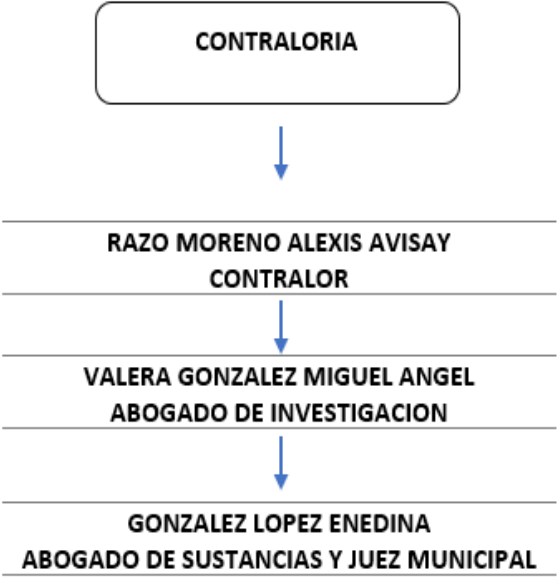 CONTRALORIA
RAZO MORENO ALEXIS AVISAY
CONTRALOR
VALERA GONZALEZ MIGUEL ANGEL
ABOGADO DE INVESTIGACION
GONZALEZ LOPEZ ENEDINA
ABOGADO DE SUSTANCIAS Y JUEZ MUNICIPAL